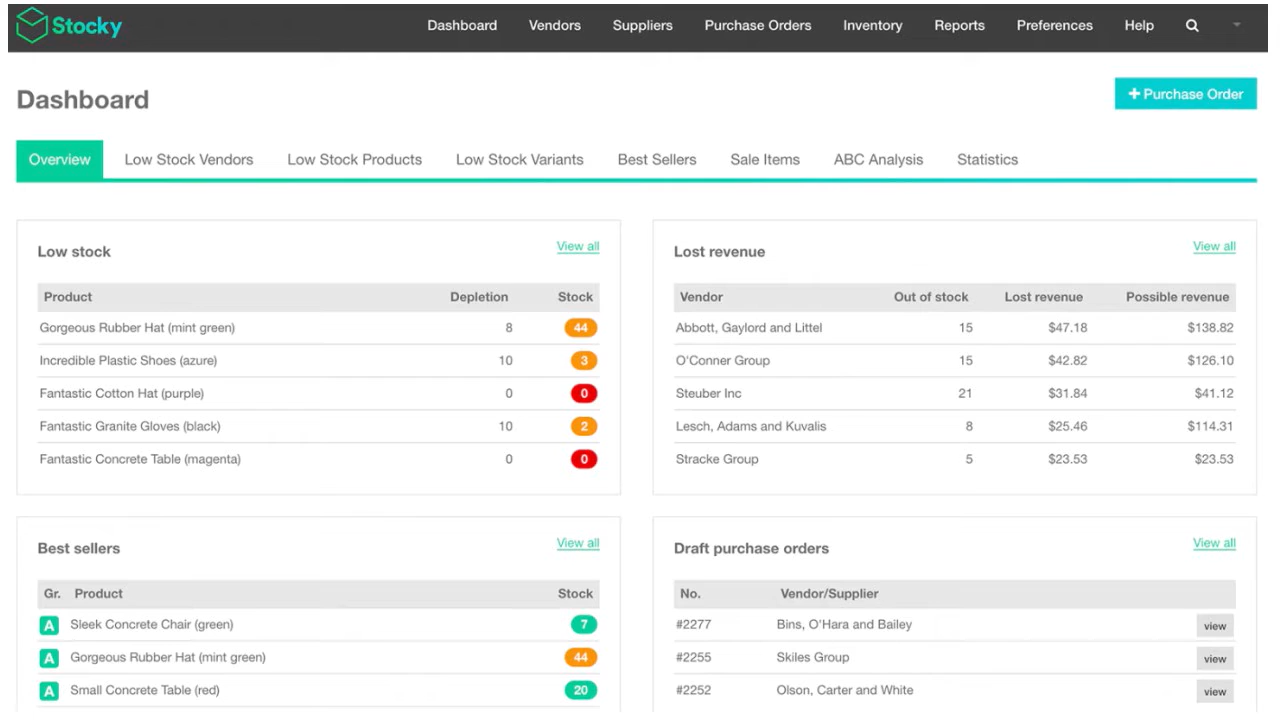 Stocky
Dashboard Vendors Suppliers Purchase Orders Inventory Reports Preferences Help
Dashboard
+ Purchase Order
Overview Low Stock Vendors Low Stock Products Low Stock Variants Best Sellers Sale Items ABC Analysis Statistics
Low stock View all
Product Depletion Stock
Gorgeous Rubber Hat (mint green) 8 44
Incredible Plastic Shoes (azure) 10 3
Fantastic Cotton Hat (purple) 0 0
Fantastic Granite Gloves (black) 10 2
Fantastic Concrete Table (magenta) 0 0
Lost revenue View all
Vendor Out of stock Lost revenue Possible revenue
Abbott, Gaylord and Littel 15 $47.18 $138.82
O'Conner Group 15 $42.82 $126.10
Steuber Inc 21 $31.84 $41.12
Lesch, Adams and Kuvalis 8 $25.46 $114.31
Stracke Group 5 $23.53 $23.53
Best sellers View all
Gr. Product Stock
A Sleek Concrete Chair (green) 7
A Gorgeous Rubber Hat (mint green) 44
A Small Concrete Table (red) 20
Draft purchase orders View all
No. Vendor/Supplier
#2277 Bins, O'Hara and Bailey view
#2255 Skiles Group view
#2252 Olson, Carter and White view